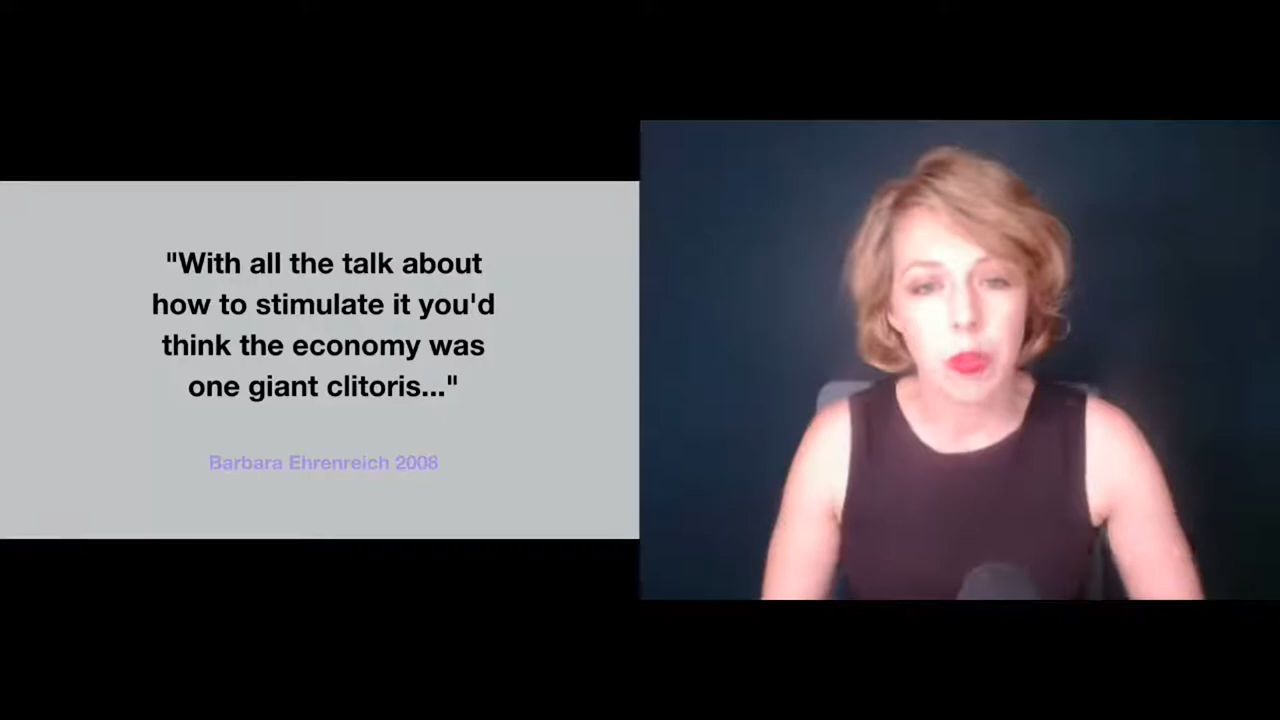 "With all the talk about
how to stimulate it you'd
think the economy was
one giant clitoris..."
Barbara Ehrenreich 2008